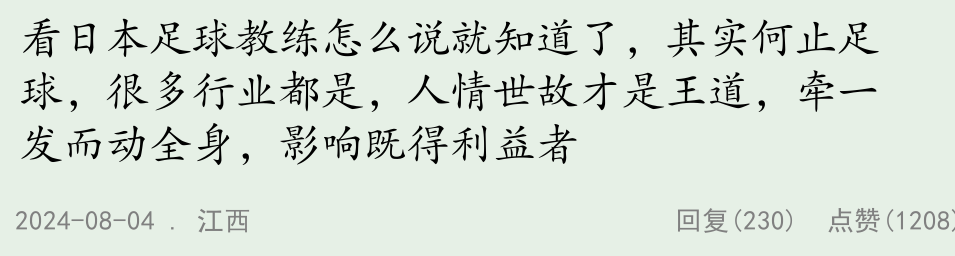 看日本足球教练怎么说就知道了，其实何止足
球，很多行业都是，人情世故才是王道，牵一
发而动全身，影响既得利益者
2024-08-04 . 江西 回复(230) 点赞(1208)